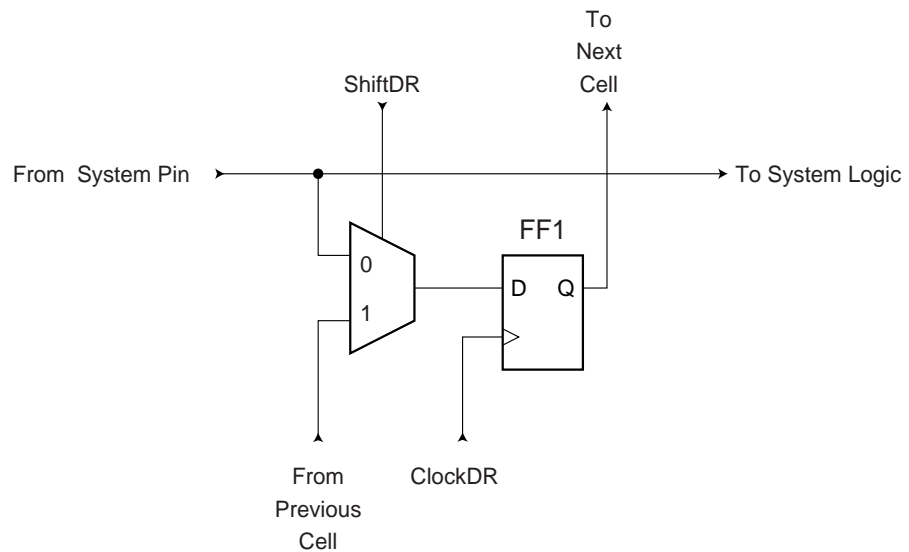 To
Next
Cell
ShiftDR
From System Pin
To System Logic
FF1
0
D Q
1
From
Previous
Cell
ClockDR